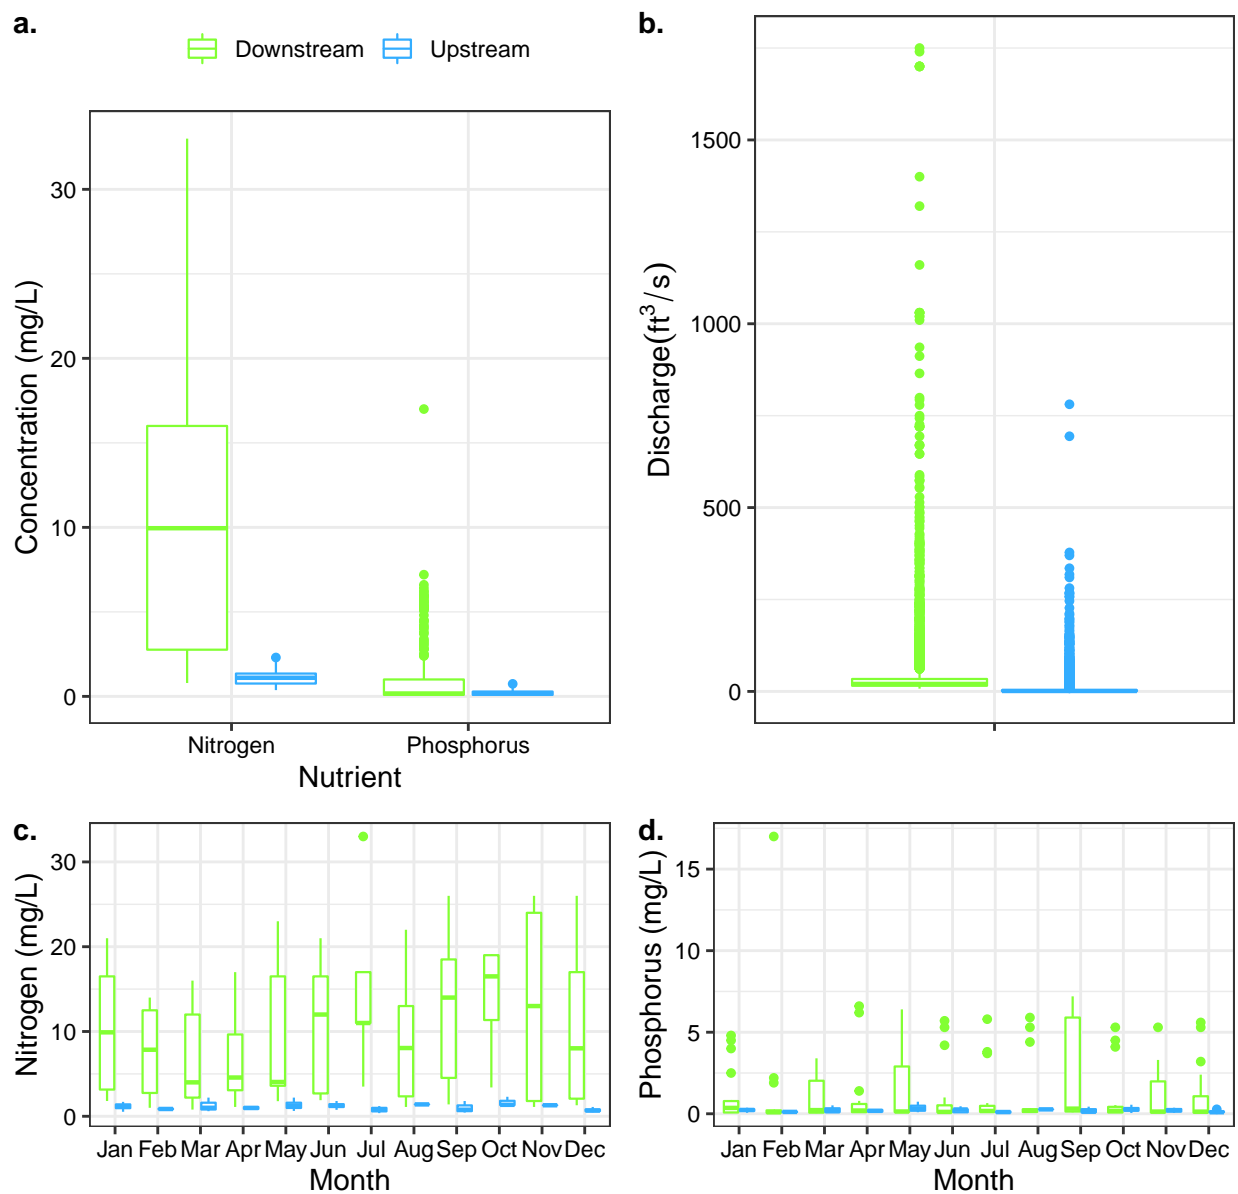 a.
Downstream Upstream
30
20
10
0
Concentration (mg/L)
Nitrogen Phosphorus
Nutrient
b.
1500
1000
500
0
Discharge(ft³/s)
c.
30
20
10
0
Nitrogen (mg/L)
Jan Feb Mar Apr May Jun Jul Aug Sep Oct Nov Dec
Month
d.
15
10
5
0
Phosphorus (mg/L)
Jan Feb Mar Apr May Jun Jul Aug Sep Oct Nov Dec
Month